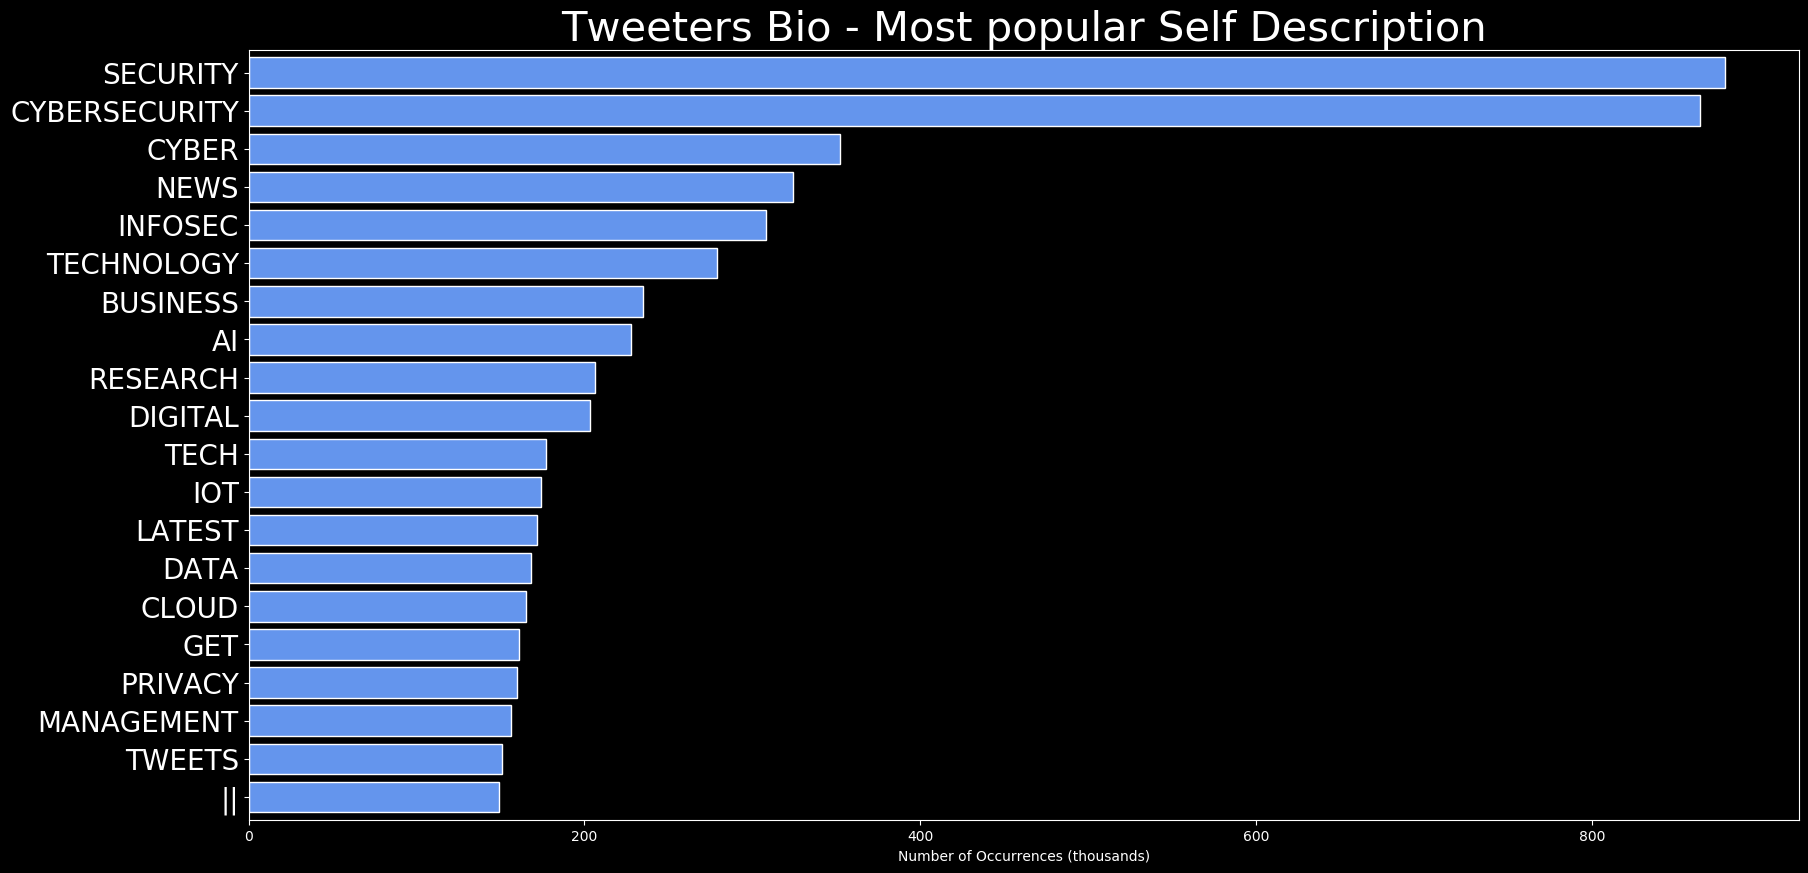 Tweeters Bio - Most popular Self Description
SECURITY
CYBERSECURITY
CYBER
NEWS
INFOSEC
TECHNOLOGY
BUSINESS
AI
RESEARCH
DIGITAL
TECH
IOT
LATEST
DATA
CLOUD
GET
PRIVACY
MANAGEMENT
TWEETS
||
0 200 400 600 800
Number of Occurrences (thousands)